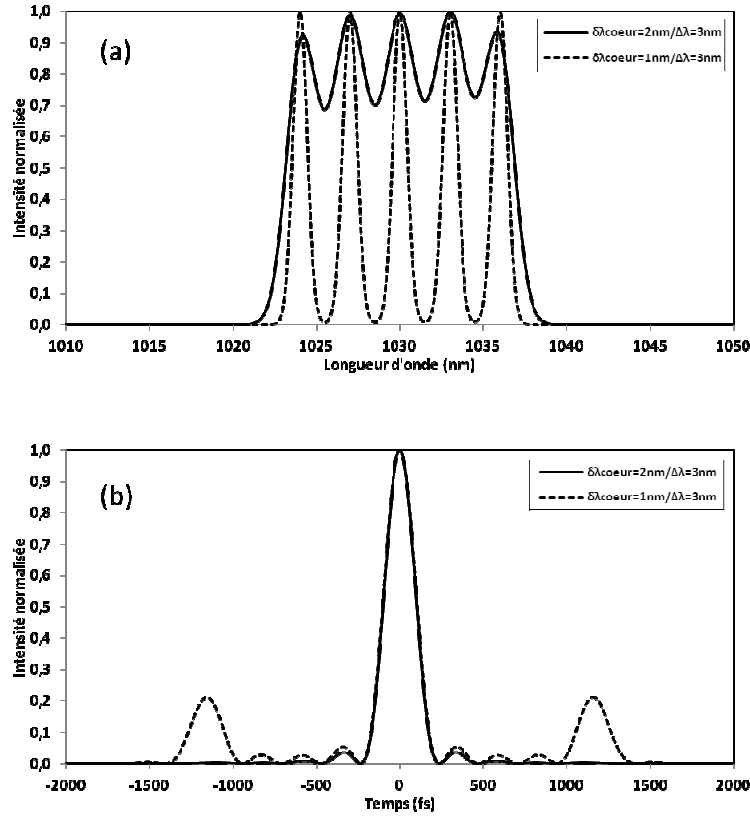 1,0
0,9
0,8
0,7
0,6
0,5
0,4
0,3
0,2
0,1
0,0
Intensité normalisée
(a)
δλcoeur=2nm/Δλ=3nm
δλcoeur=1nm/Δλ=3nm
1010 1015 1020 1025 1030 1035 1040 1045 1050
Longueur d'onde (nm)
1,0
0,9
0,8
0,7
0,6
0,5
0,4
0,3
0,2
0,1
0,0
Intensité normalisée
(b)
δλcoeur=2nm/Δλ=3nm
δλcoeur=1nm/Δλ=3nm
-2000 -1500 -1000 -500 0 500 1000 1500 2000
Temps (fs)